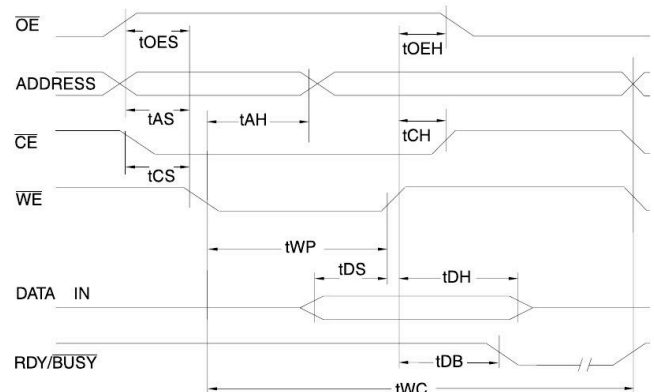 OE
tOES
tOEH
ADDRESS
tAS
tAH
tCH
CE
tCS
WE
tWP
tDS
tDH
DATA IN
tDB
RDY/BUSY
tWC